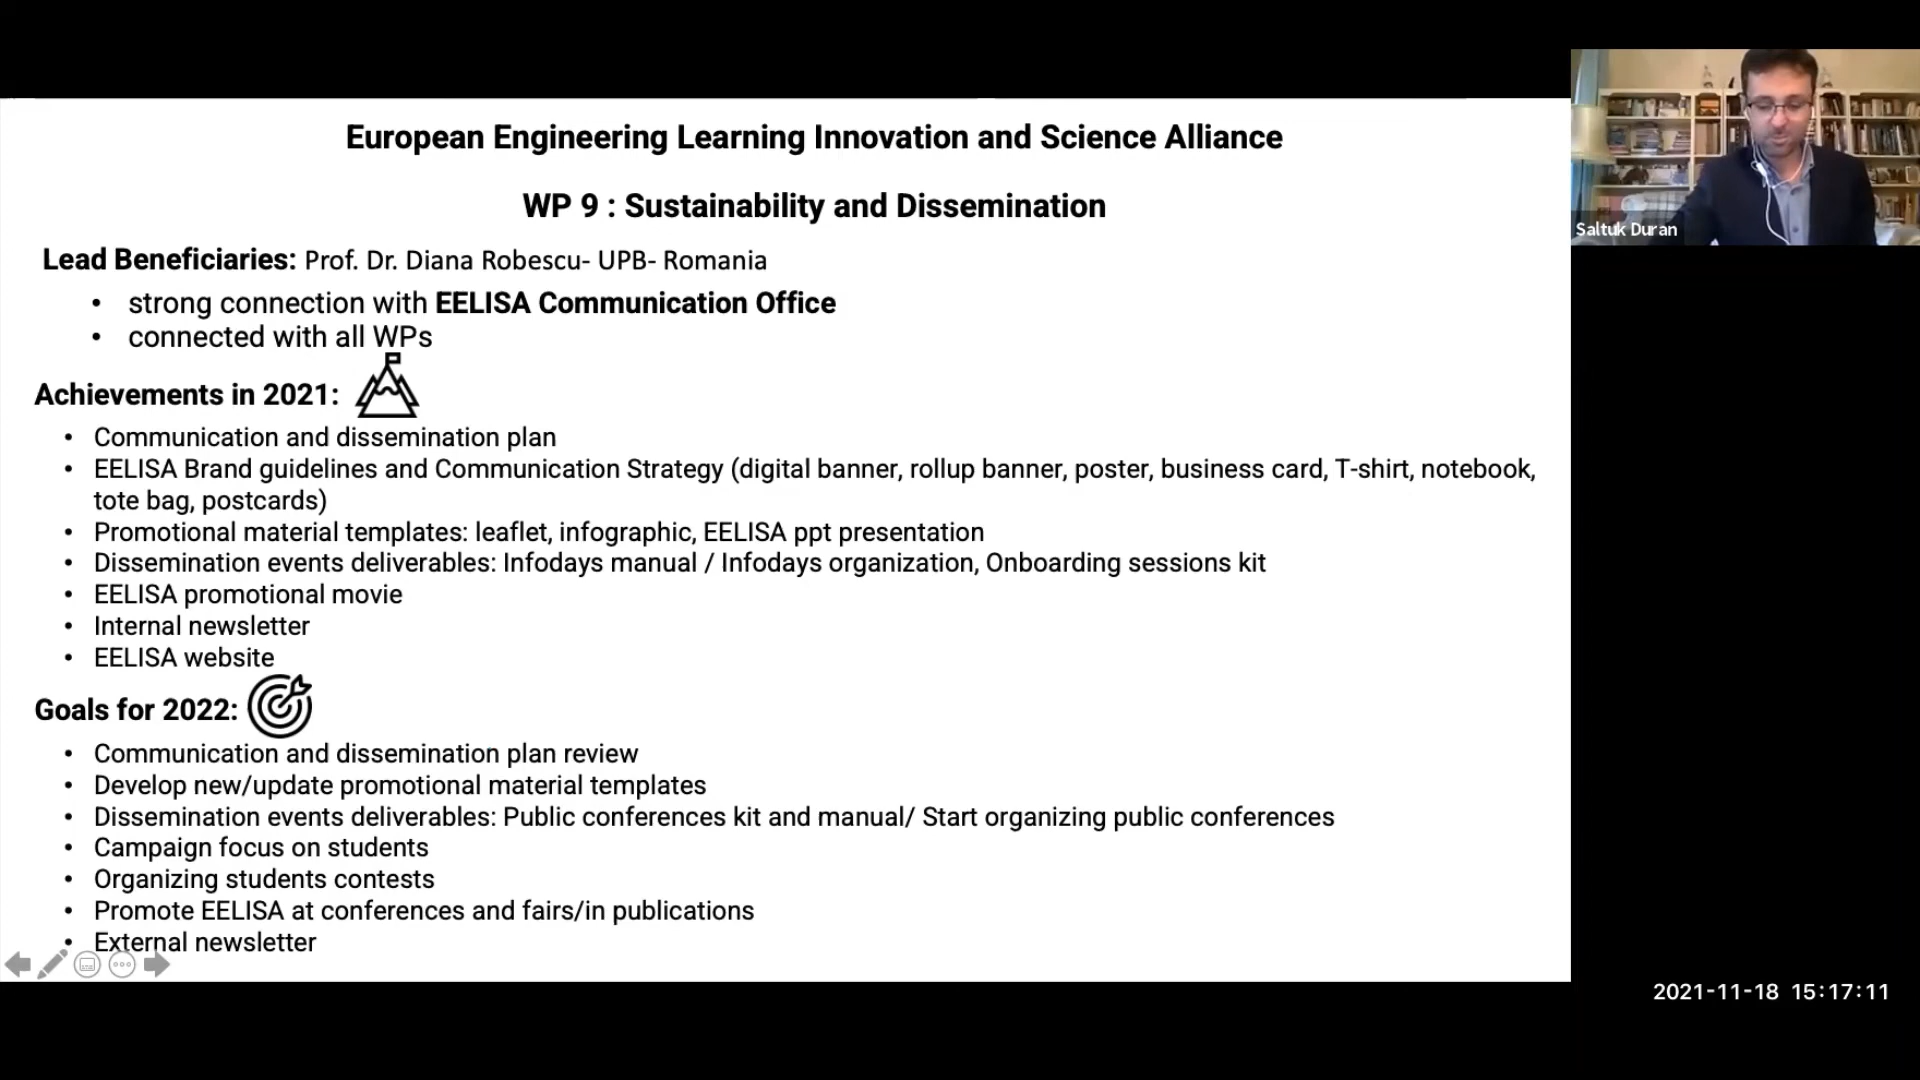 European Engineering Learning Innovation and Science Alliance
WP 9 : Sustainability and Dissemination
Saltuk Duran
Lead Beneficiaries: Prof. Dr. Diana Robescu- UPB- Romania
• strong connection with EELISA Communication Office
• connected with all WPs
Achievements in 2021:
• Communication and dissemination plan
• EELISA Brand guidelines and Communication Strategy (digital banner, rollup banner, poster, business card, T-shirt, notebook,
tote bag, postcards)
• Promotional material templates: leaflet, infographic, EELISA ppt presentation
• Dissemination events deliverables: Infodays manual / Infodays organization, Onboarding sessions kit
• EELISA promotional movie
• Internal newsletter
• EELISA website
Goals for 2022:
• Communication and dissemination plan review
• Develop new/update promotional material templates
• Dissemination events deliverables: Public conferences kit and manual/ Start organizing public conferences
• Campaign focus on students
• Organizing students contests
• Promote EELISA at conferences and fairs/in publications
• External newsletter
2021-11-18 15:17:11